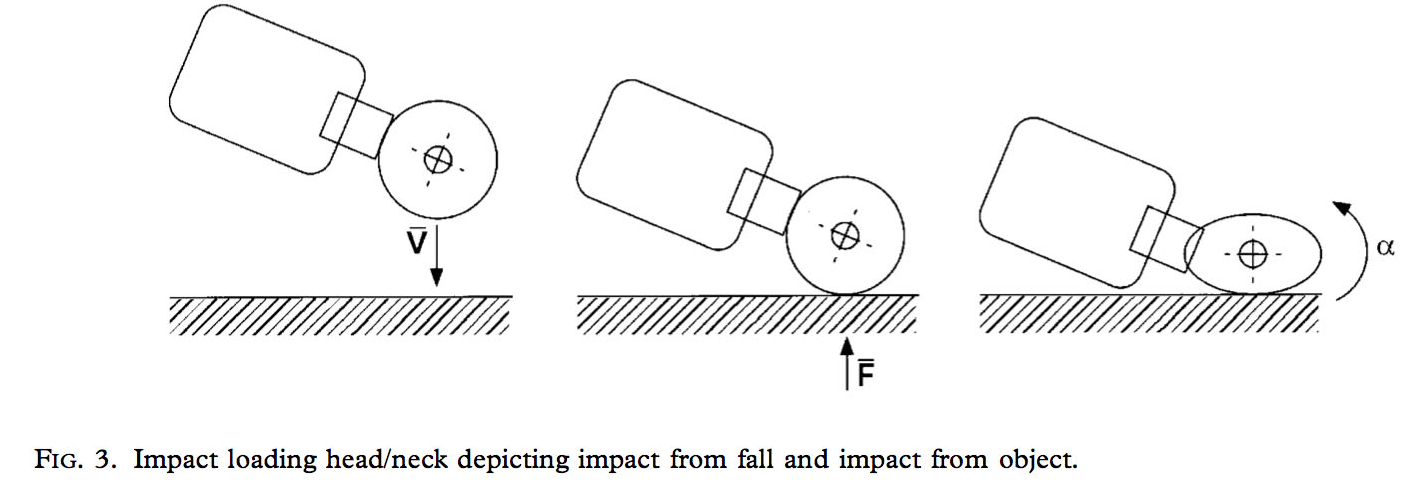 V̅
F̅
α
FIG. 3. Impact loading head/neck depicting impact from fall and impact from object.